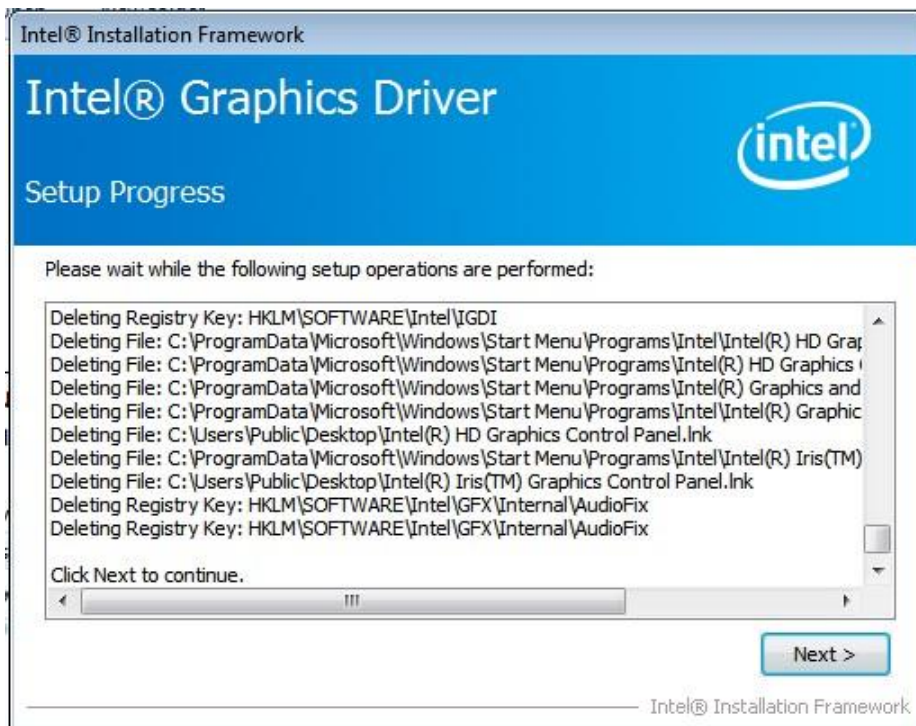 Intel® Installation Framework
Intel® Graphics Driver
intel
Setup Progress
Please wait while the following setup operations are performed:
Deleting Registry Key: HKLM\SOFTWARE\Intel\IGDI
Deleting File: C:\ProgramData\Microsoft\Windows\Start Menu\Programs\Intel\Intel(R) HD Grap
Deleting File: C:\ProgramData\Microsoft\Windows\Start Menu\Programs\Intel(R) HD Graphics
Deleting File: C:\ProgramData\Microsoft\Windows\Start Menu\Programs\Intel(R) Graphics and
Deleting File: C:\ProgramData\Microsoft\Windows\Start Menu\Programs\Intel\Intel(R) Graphic
Deleting File: C:\Users\Public\Desktop\Intel(R) HD Graphics Control Panel.lnk
Deleting File: C:\ProgramData\Microsoft\Windows\Start Menu\Programs\Intel\Intel(R) Iris(TM)
Deleting File: C:\Users\Public\Desktop\Intel(R) Iris(TM) Graphics Control Panel.lnk
Deleting Registry Key: HKLM\SOFTWARE\Intel\GFX\Internal\AudioFix
Deleting Registry Key: HKLM\SOFTWARE\Intel\GFX\Internal\AudioFix
Click Next to continue.
Next >
Intel® Installation Framework